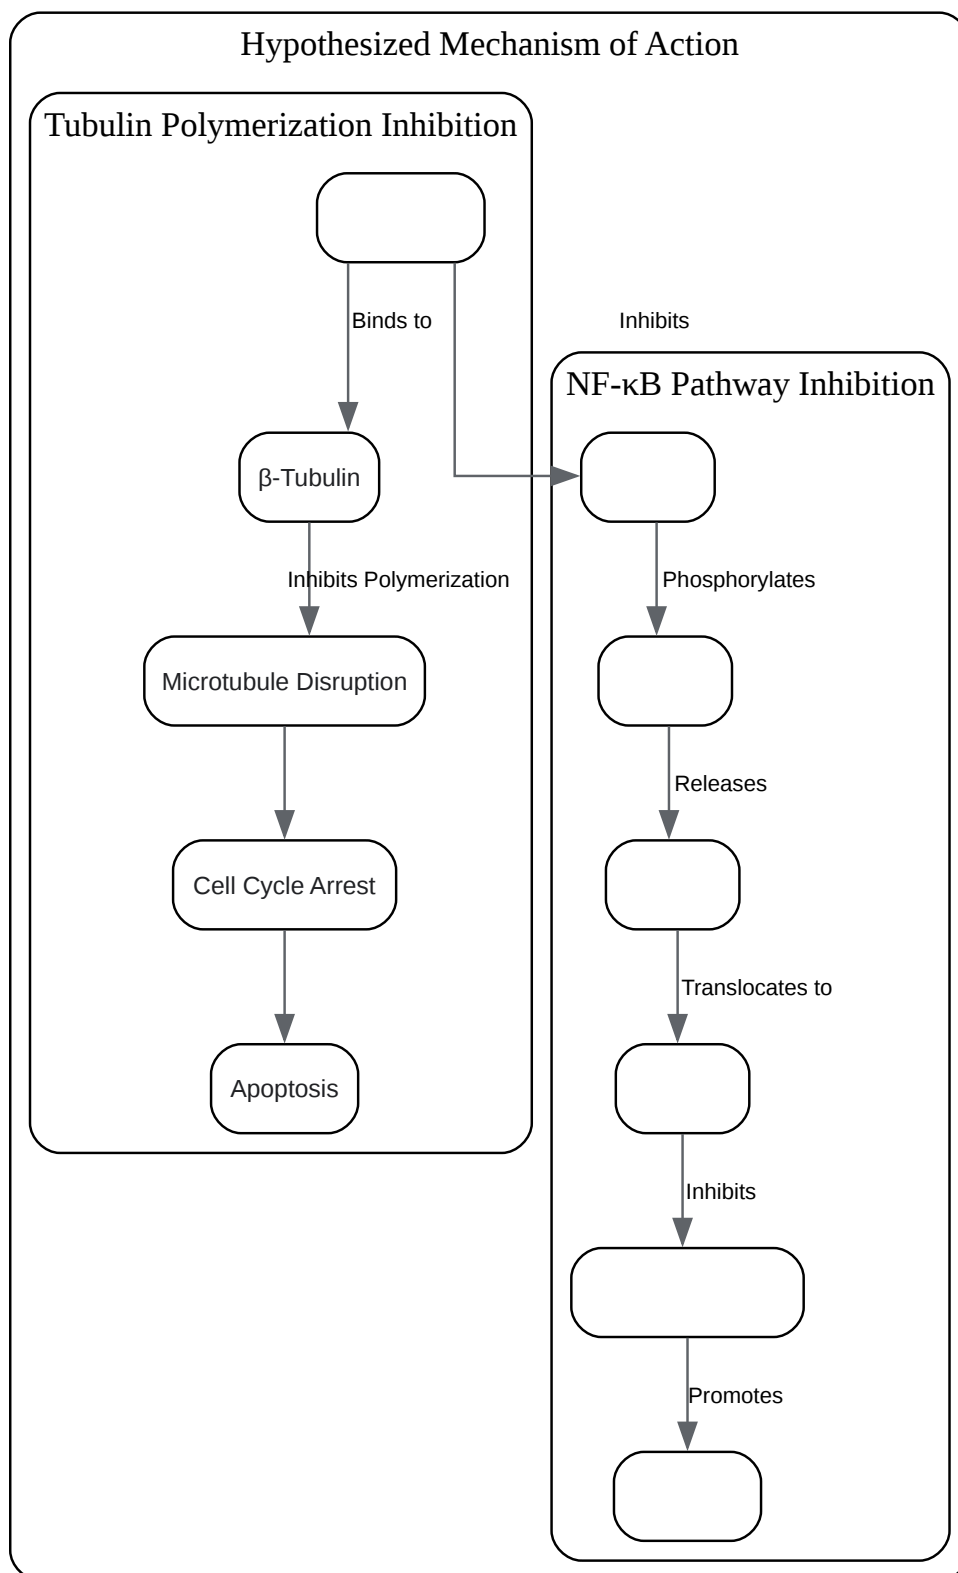 Hypothesized Mechanism of Action
Tubulin Polymerization Inhibition
Binds to
Inhibits
NF-κB Pathway Inhibition
β-Tubulin
Inhibits Polymerization
Phosphorylates
Microtubule Disruption
Releases
Cell Cycle Arrest
Translocates to
Apoptosis
Inhibits
Promotes